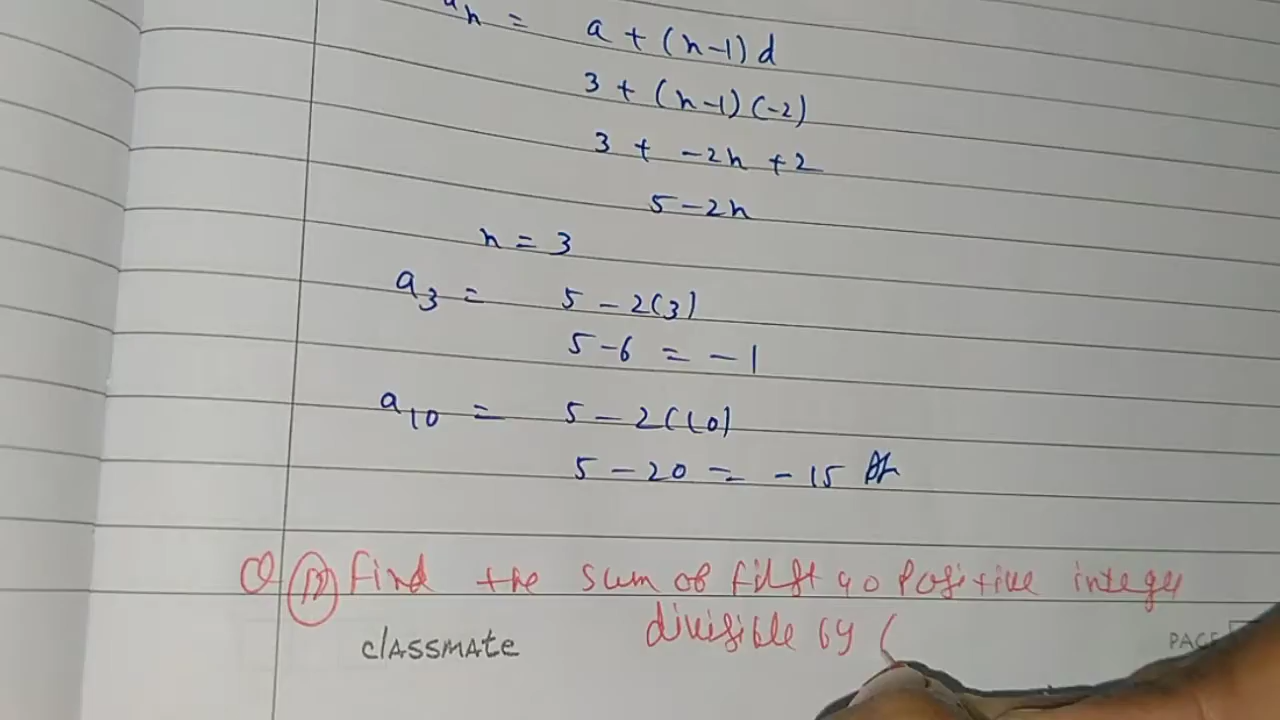 an = a + (n-1) d
3 + (n-1) (-2)
3 + -2n +2
5-2n
n = 3
a3 = 5 - 2(3)
5-6 = -1
a10 = 5 - 2(10)
5 - 20 = -15
Q 12 Find the sum of first 40 positive integer
divisible by (
classmate
PAGE